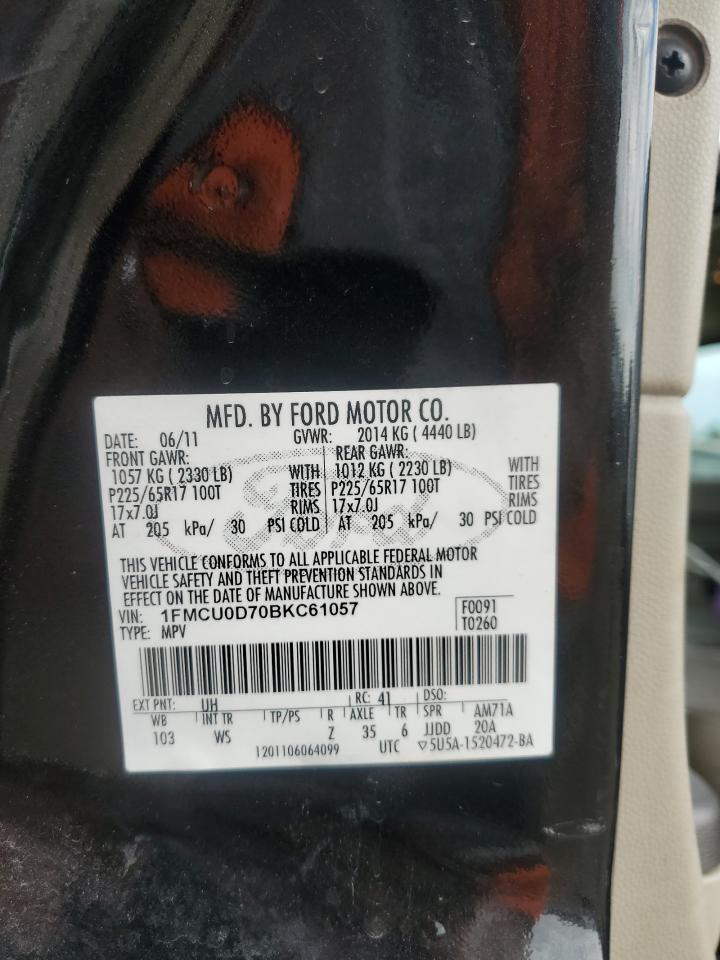 MFD. BY FORD MOTOR CO.
DATE: 06/11 GVWR: 2014 KG ( 4440 LB)
FRONT GAWR: REAR GAWR:
1057 KG ( 2330 LB) WITH 1012 KG ( 2230 LB) WITH
P225/65R17 100T TIRES P225/65R17 100T TIRES
17x7.0J RIMS 17x7.0J RIMS
AT 205 kPa/ 30 PSI COLD AT 205 kPa/ 30 PSI COLD
Ford
THIS VEHICLE CONFORMS TO ALL APPLICABLE FEDERAL MOTOR
VEHICLE SAFETY AND THEFT PREVENTION STANDARDS IN
EFFECT ON THE DATE OF MANUFACTURE SHOWN ABOVE.
VIN: 1FMCU0D70BKC61057 F0091
TYPE: MPV T0260
EXT PNT: UH RC: 41 DSO:
WB INT TR TP/PS R AXLE TR SPR AM71A
103 WS Z 35 6 JJDD 20A
1201106064099 UTC ▽5U5A-1520472-BA